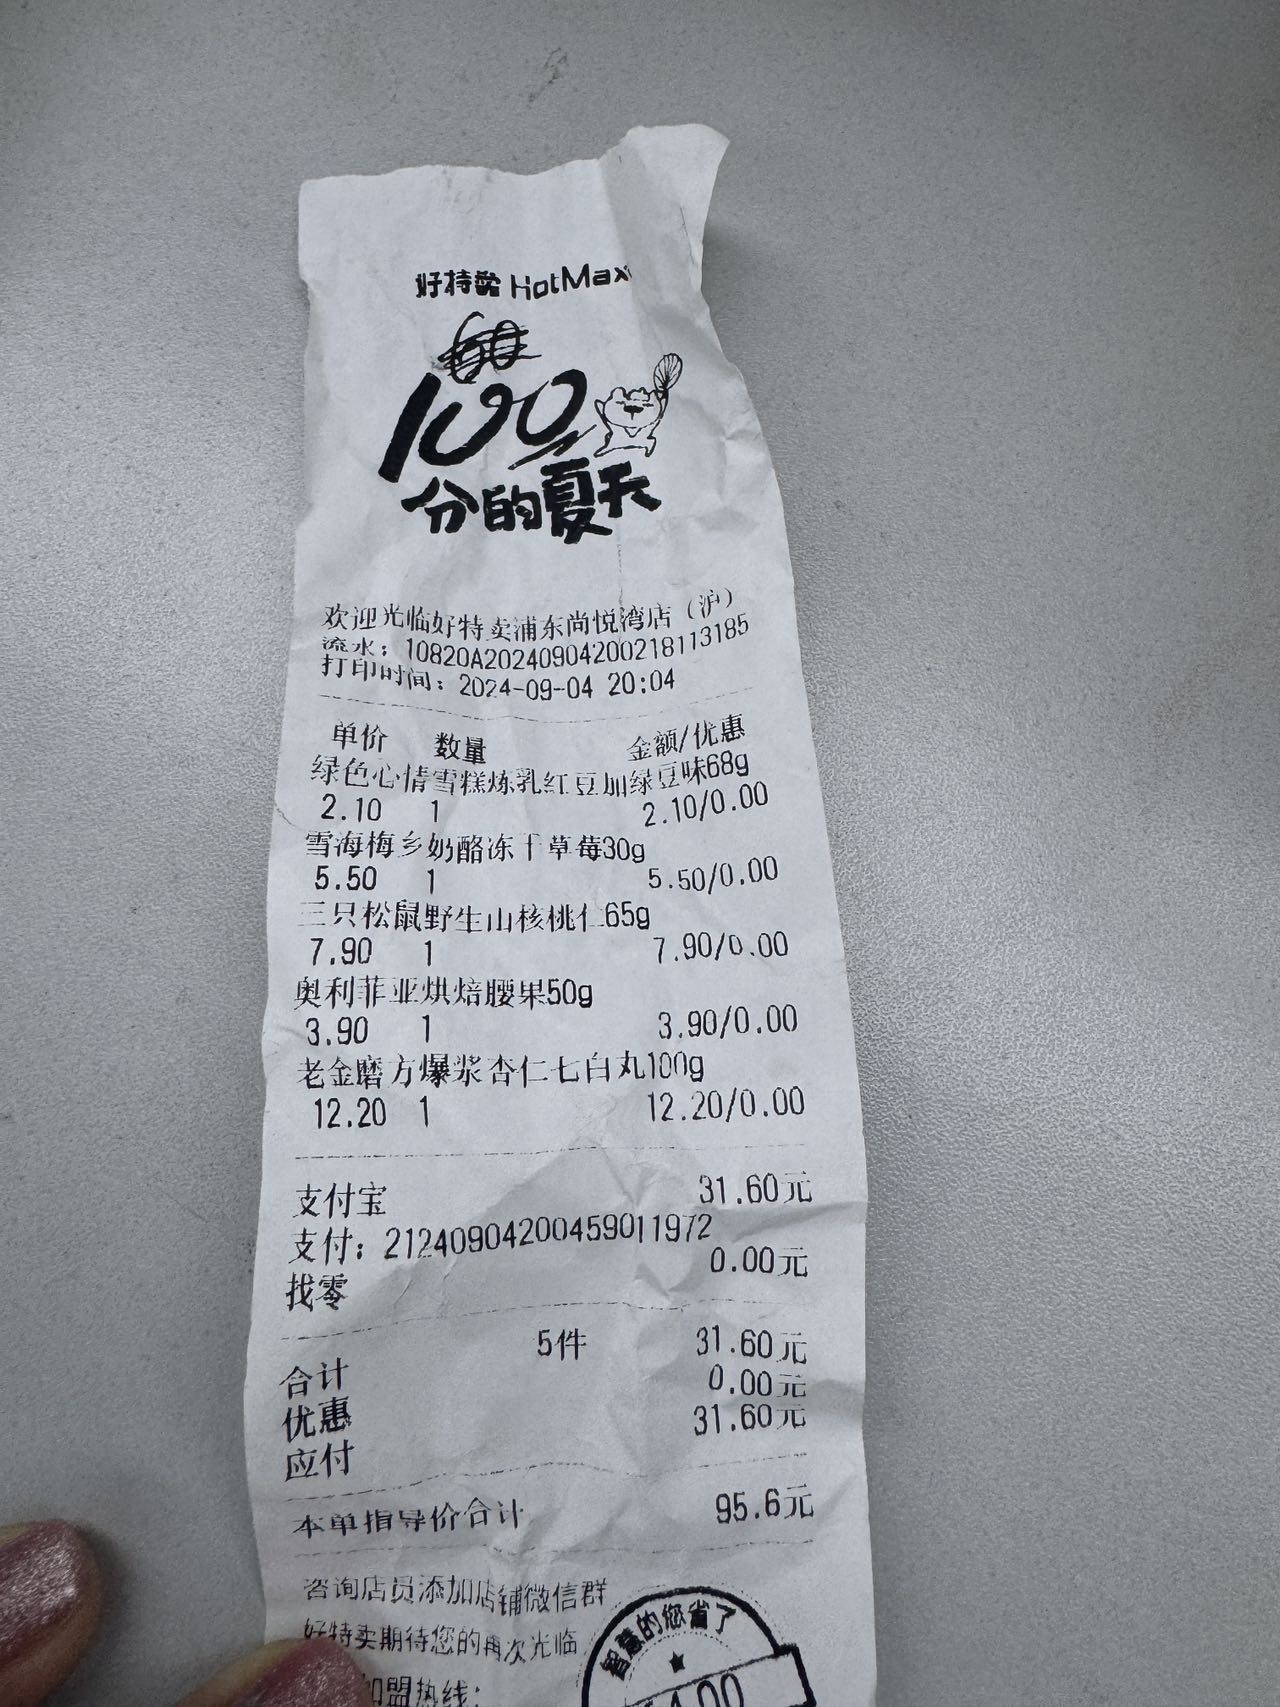 好特卖 HotMaxx
100
分的夏天
欢迎光临好特卖浦东尚悦湾店（沪）
流水：10820A20240904200218113185
打印时间：2024-09-04 20:04
单价 数量 金额/优惠
绿色心情雪糕炼乳红豆加绿豆味68g
2.10 1 2.10/0.00
雪海梅乡奶酪冻干草莓30g
5.50 1 5.50/0.00
三只松鼠野生山核桃仁65g
7.90 1 7.90/0.00
奥利菲亚烘焙腰果50g
3.90 1 3.90/0.00
老金磨方爆浆杏仁七白丸100g
12.20 1 12.20/0.00
支付宝 31.60元
支付：21240904200459011972
找零 0.00元
合计 5件 31.60元
优惠 0.00元
应付 31.60元
本单指导价合计 95.6元
咨询店员添加店铺微信群
好特卖期待您的再次光临
加盟热线：
智慧的您省了